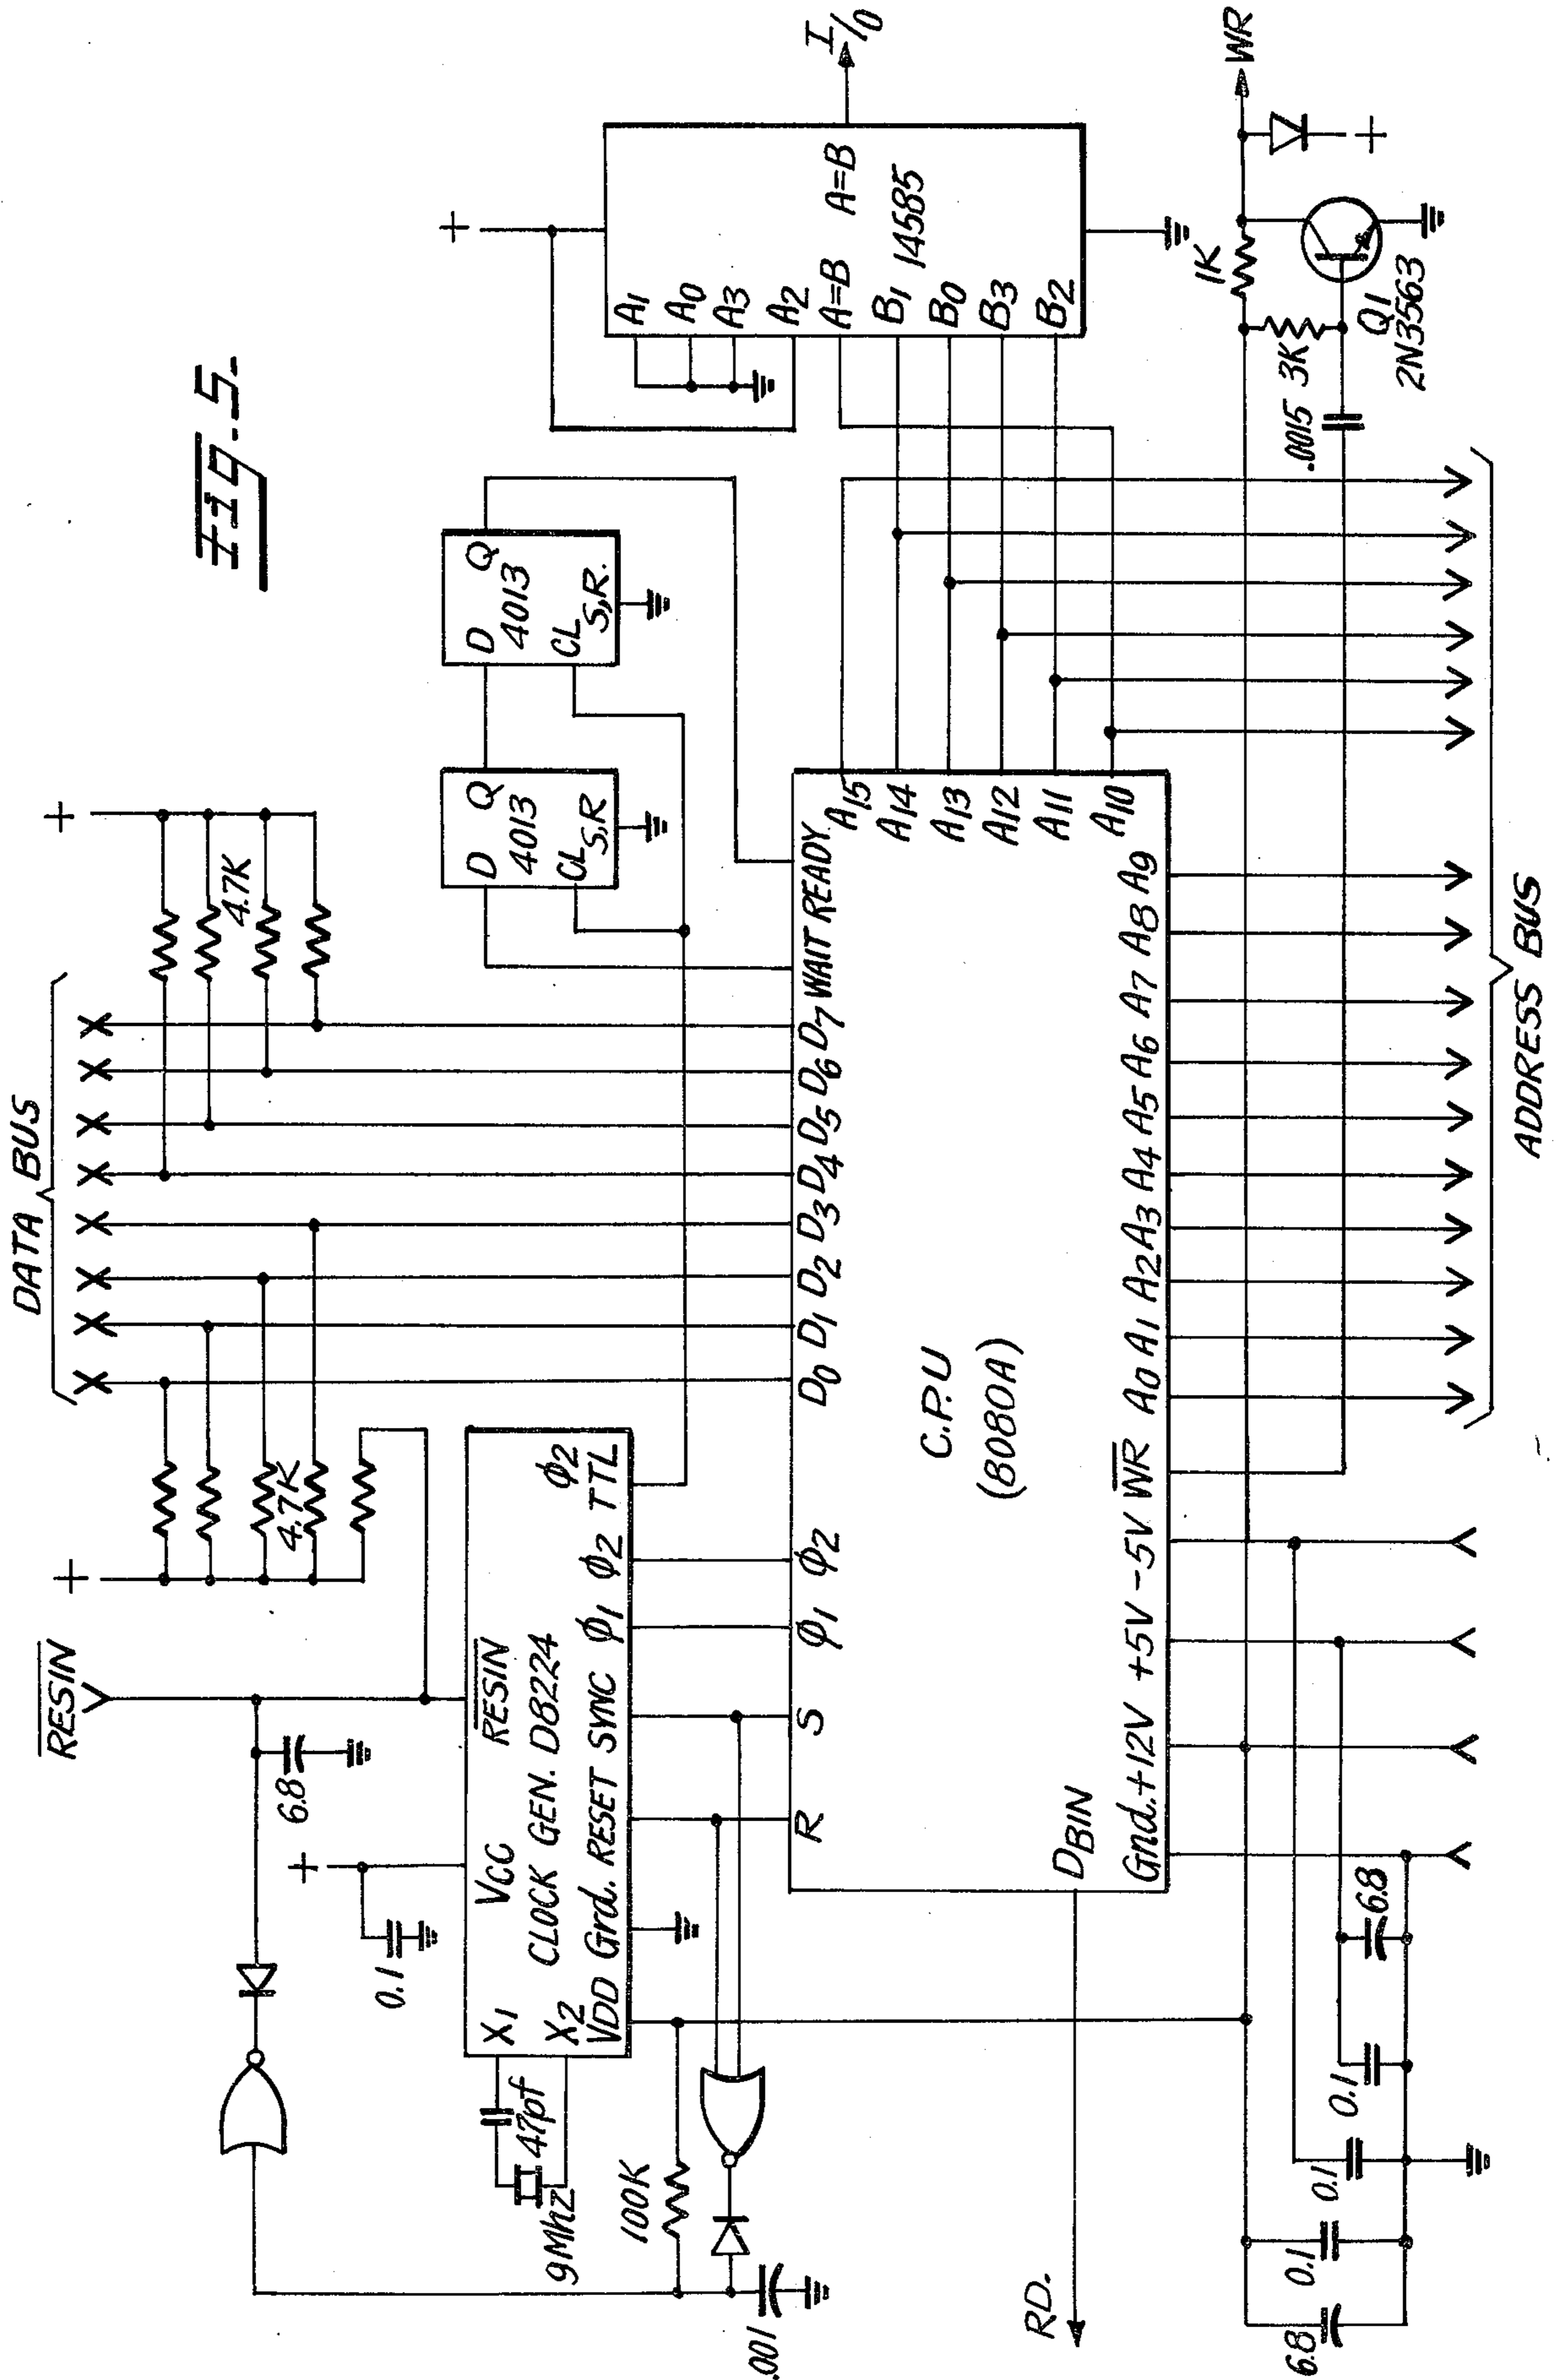 Fig. 5.
DATA BUS
RESIN
+
+
4.7K
4.7K
6.8
+
0.1
X1
X2
VCC
RESIN
CLOCK GEN. D8224
VDD Grd. RESET SYNC Φ1 Φ2 Φ2 TTL
47pf
9Mhz
100K
.001
D Q
4013
CL S,R
D Q
4013
CL S,R.
R S Φ1 Φ2 D0 D1 D2 D3 D4 D5 D6 D7 WAIT READY
C.P.U
(8080A)
A15
A14
A13
A12
A11
A10
DBIN
RD.
Gnd. +12V +5V -5V WR A0 A1 A2 A3 A4 A5 A6 A7 A8 A9
+
A1
A0
A3
A2
A=B A=B
B1
B0
B3
B2
14585
I/O
1K
WR
+
3K
.0015
Q1
2N3563
6.8
0.1
0.1
0.1
6.8
ADDRESS BUS